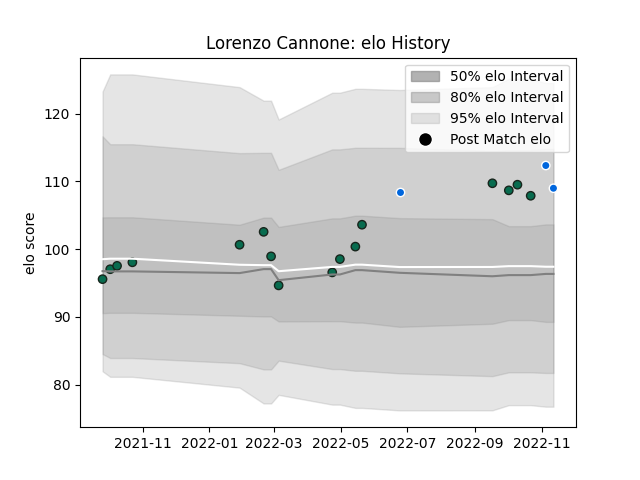 Lorenzo Cannone: elo History
50% elo Interval
80% elo Interval
95% elo Interval
Post Match elo
elo score
120
110
100
90
80
2021-11 2022-01 2022-03 2022-05 2022-07 2022-09 2022-11